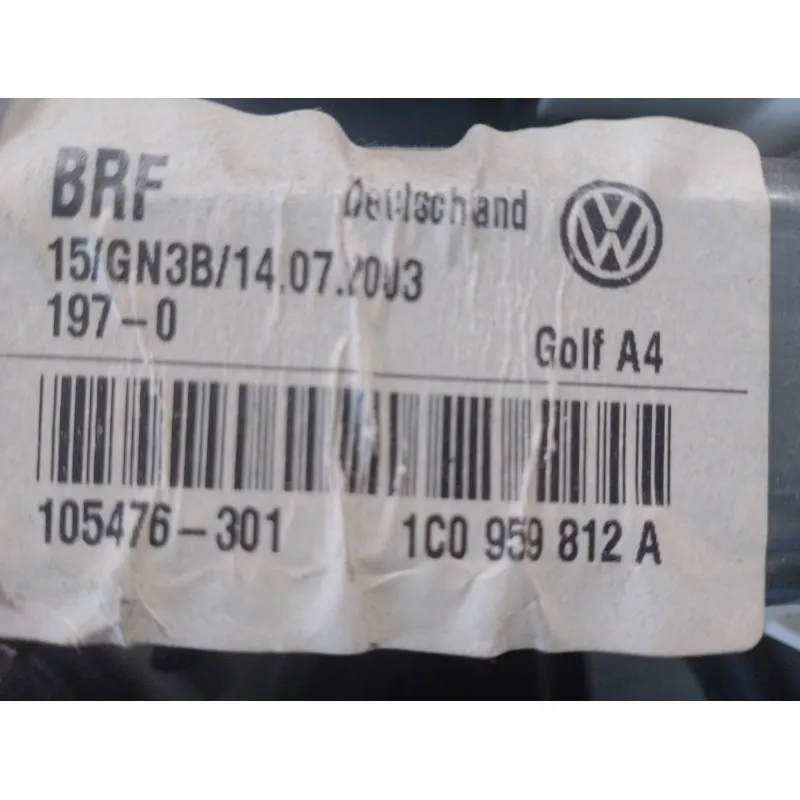 BRF Deutschland
15/GN3B/14.07.2003
197-0
Golf A4
105476-301 1C0 959 812 A